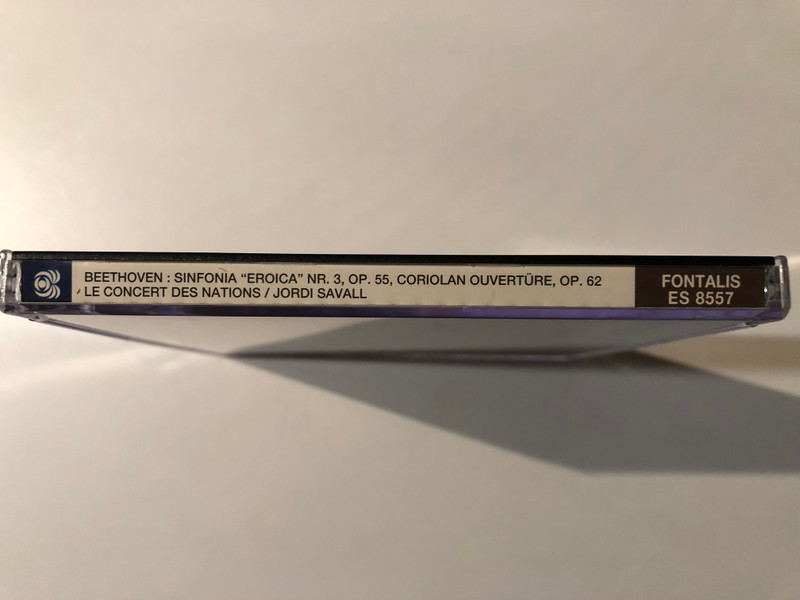 BEETHOVEN : SINFONIA “EROICA” NR. 3, OP. 55, CORIOLAN OUVERTÜRE, OP. 62
LE CONCERT DES NATIONS / JORDI SAVALL
FONTALIS
ES 8557